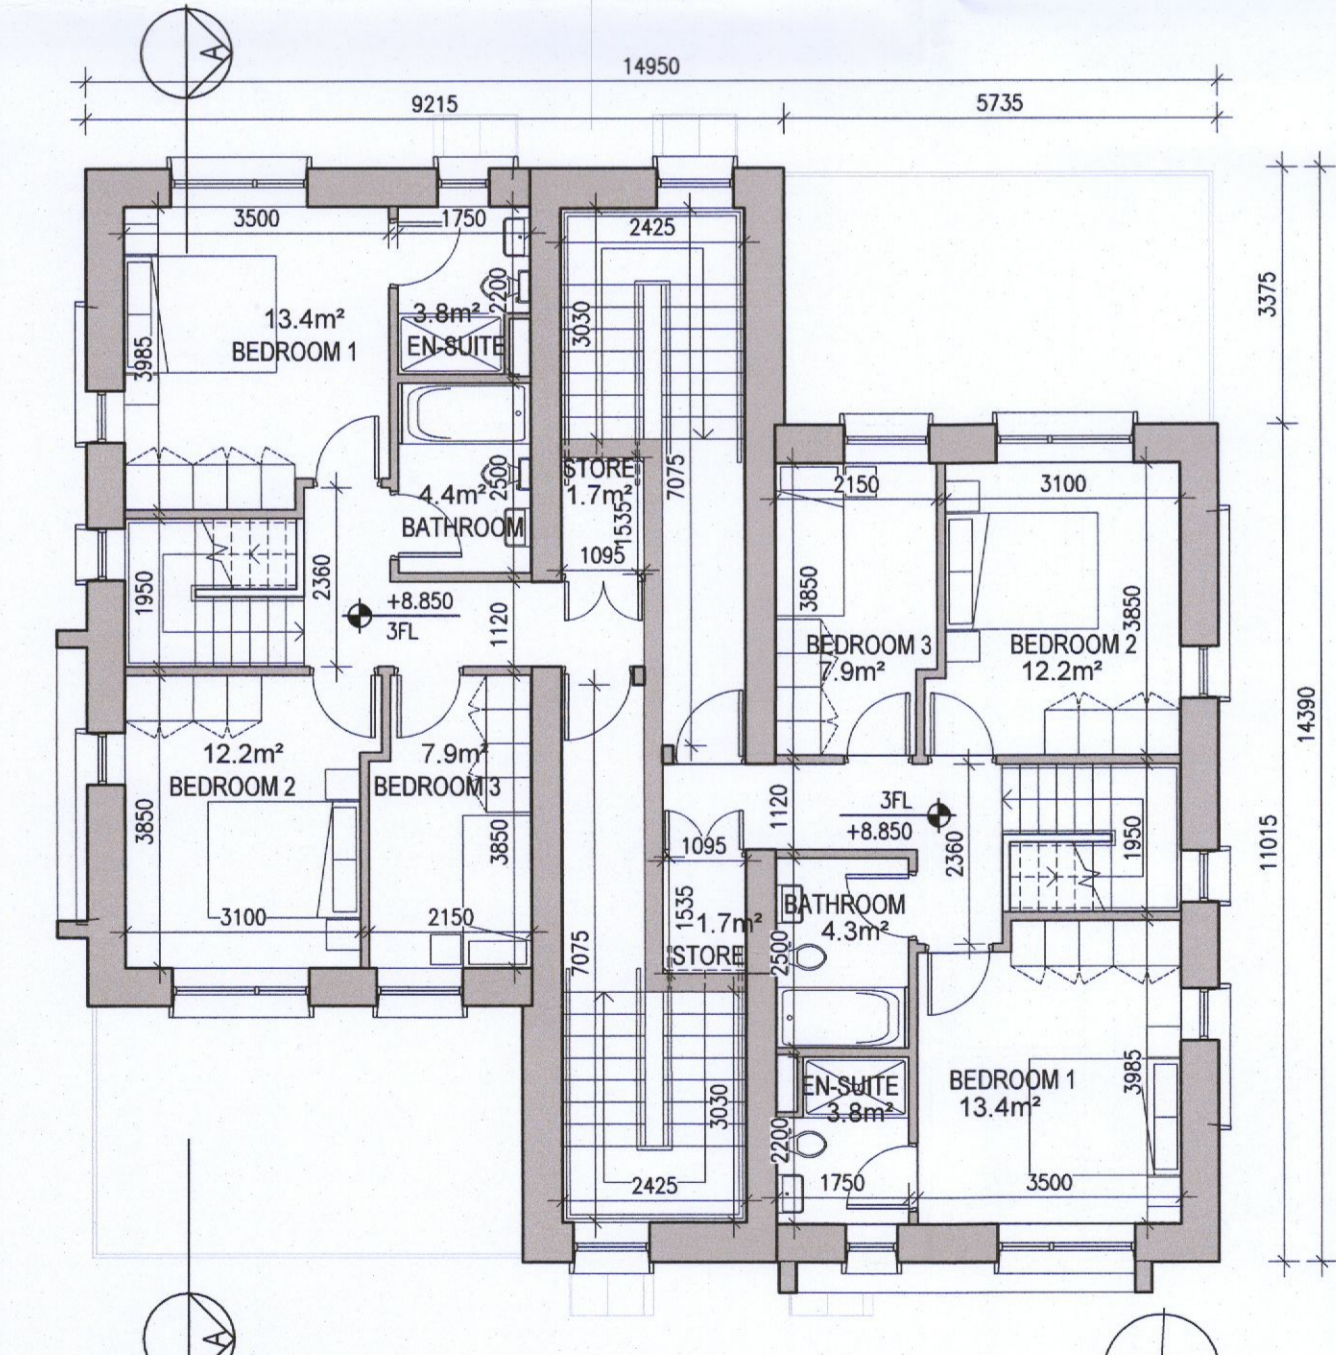 A
14950
9215
5735
3500
1750
2425
2200
3030
3375
13.4m²
BEDROOM 1
3985
3.8m²
EN-SUITE
STORE
1.7m²
7075
4.4m²
2500
BATHROOM
1535
1095
2150
3100
1950
2360
+8.850
3FL
1120
3850
3850
BEDROOM 3
7.9m²
BEDROOM 2
12.2m²
14390
12.2m²
BEDROOM 2
7.9m²
BEDROOM 3
3850
3850
3100
2150
1120
3FL
+8.850
2360
1950
11015
1095
1535
1.7m²
STORE
7075
BATHROOM
4.3m²
2500
EN-SUITE
3.8m²
BEDROOM 1
13.4m²
3985
3030
2200
2425
1750
3500
A